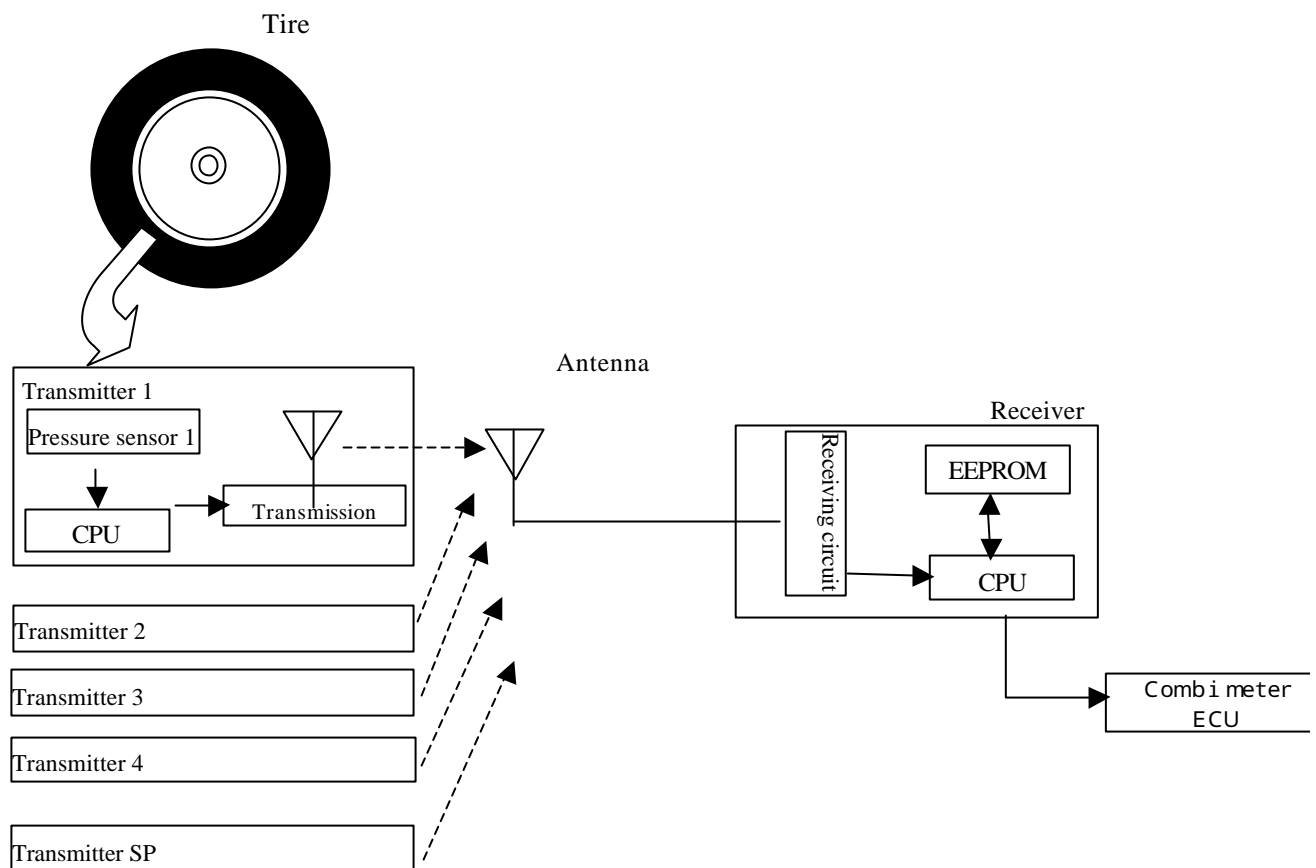 Tire
Antenna
Transmitter 1
Pressure sensor 1
CPU
Transmission
Receiver
Receiving circuit
EEPROM
CPU
Transmitter 2
Transmitter 3
Transmitter 4
Transmitter SP
Combimeter
ECU